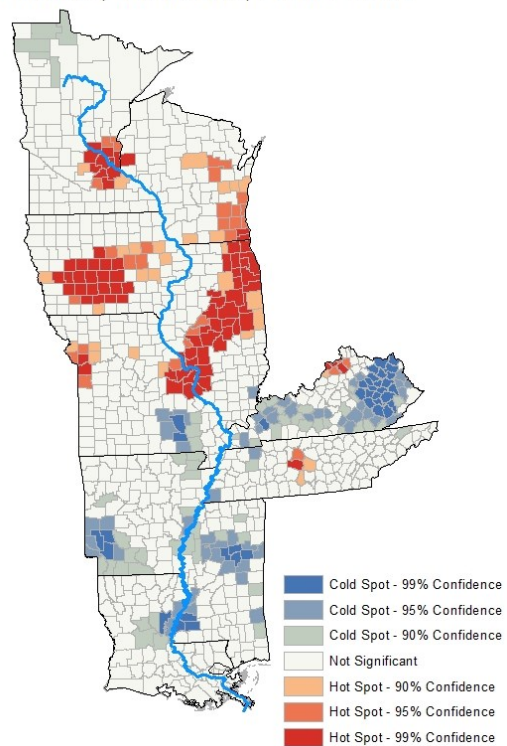 Cold Spot - 99% Confidence
Cold Spot - 95% Confidence
Cold Spot - 90% Confidence
Not Significant
Hot Spot - 90% Confidence
Hot Spot - 95% Confidence
Hot Spot - 99% Confidence